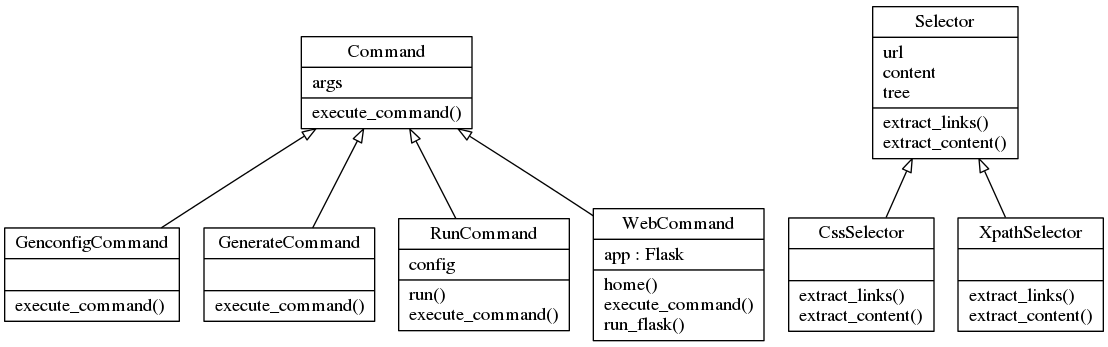 Command
args
execute_command()
Selector
url
content
tree
extract_links()
extract_content()
GenconfigCommand
execute_command()
GenerateCommand
execute_command()
RunCommand
config
run()
execute_command()
WebCommand
app : Flask
home()
execute_command()
run_flask()
CssSelector
extract_links()
extract_content()
XpathSelector
extract_links()
extract_content()